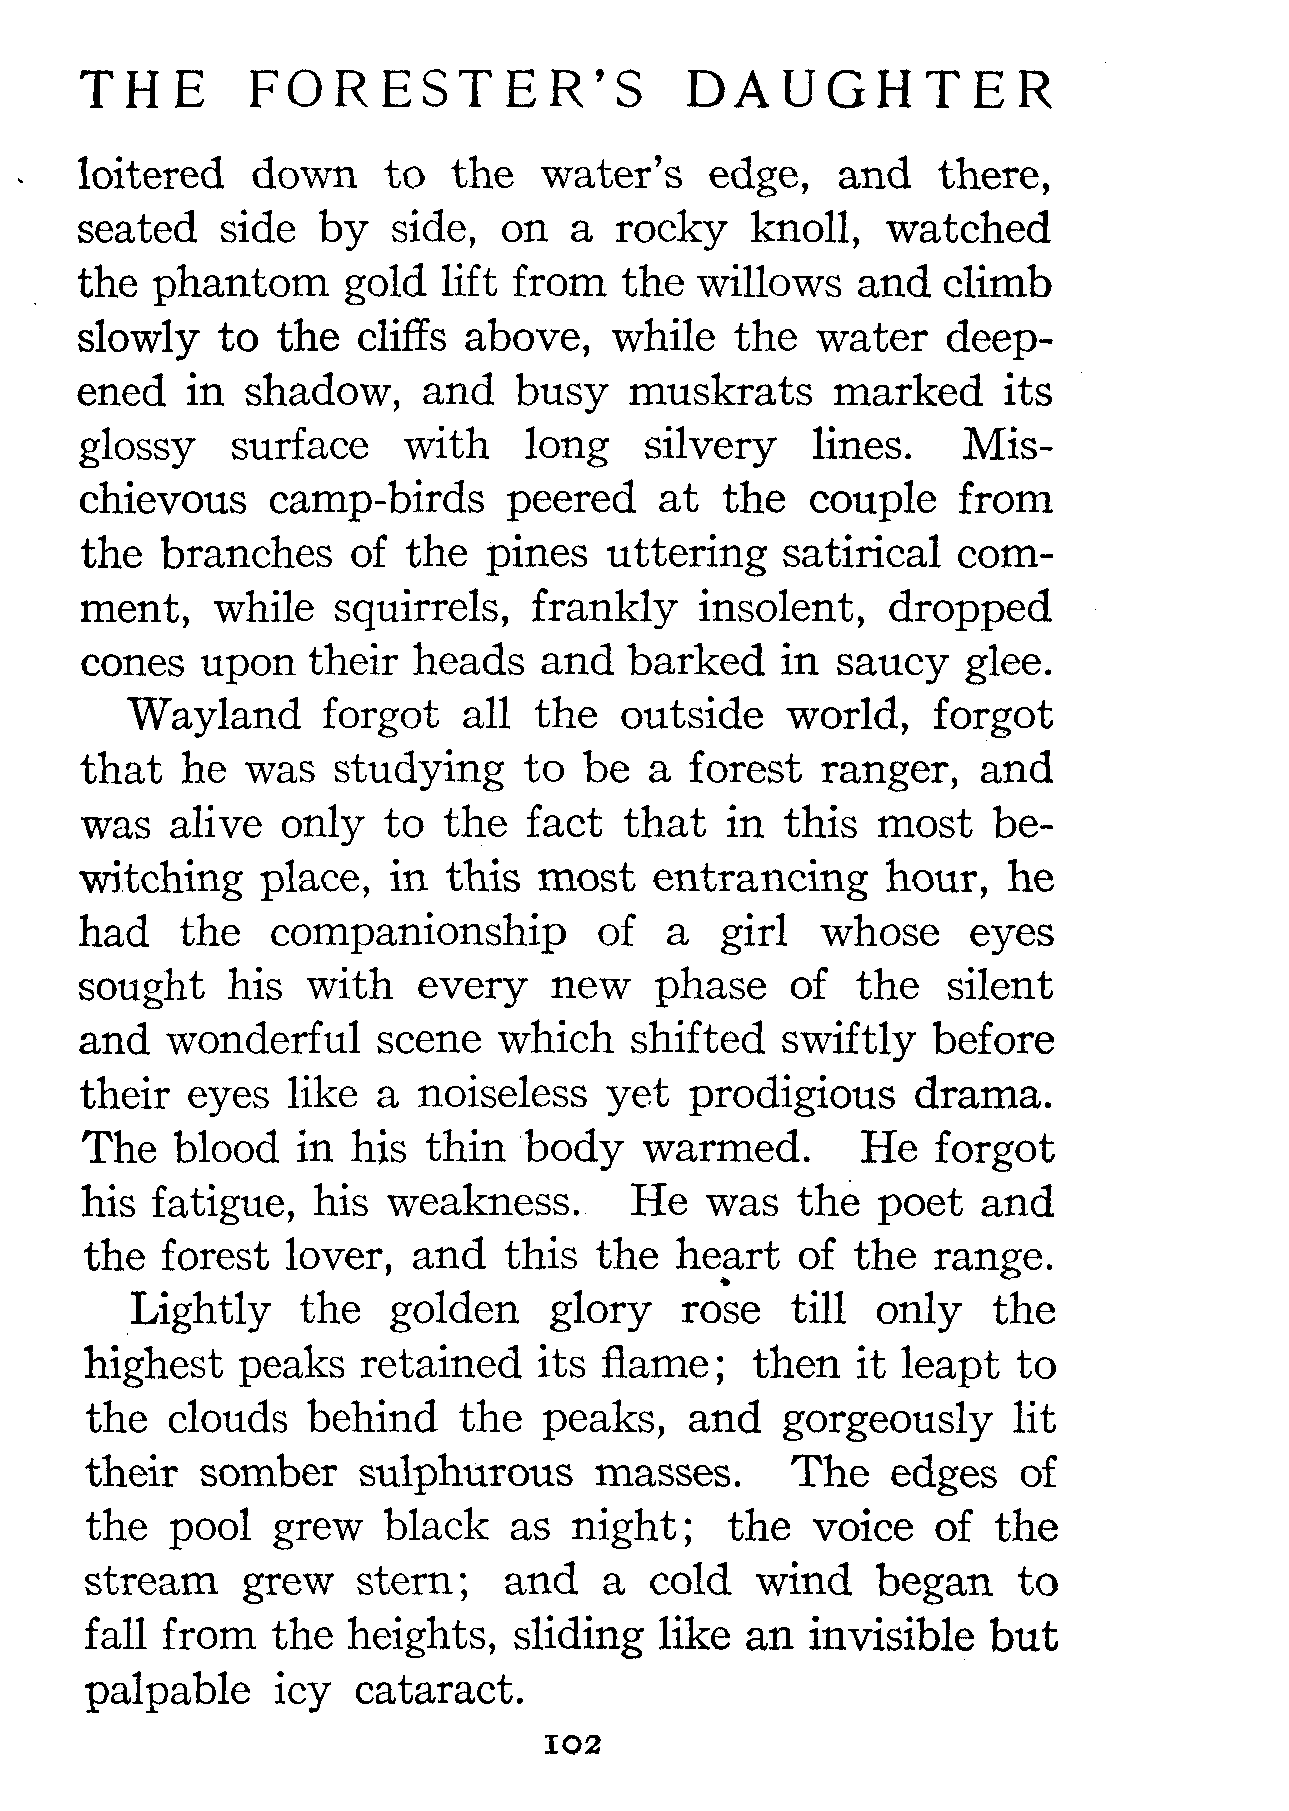 THE FORESTER'S DAUGHTER
loitered down to the water's edge, and there,
seated side by side, on a rocky knoll, watched
the phantom gold lift from the willows and climb
slowly to the cliffs above, while the water deep-
ened in shadow, and busy muskrats marked its
glossy surface with long silvery lines. Mis-
chievous camp-birds peered at the couple from
the branches of the pines uttering satirical com-
ment, while squirrels, frankly insolent, dropped
cones upon their heads and barked in saucy glee.
Wayland forgot all the outside world, forgot
that he was studying to be a forest ranger, and
was alive only to the fact that in this most be-
witching place, in this most entrancing hour, he
had the companionship of a girl whose eyes
sought his with every new phase of the silent
and wonderful scene which shifted swiftly before
their eyes like a noiseless yet prodigious drama.
The blood in his thin body warmed. He forgot
his fatigue, his weakness. He was the poet and
the forest lover, and this the heart of the range.
Lightly the golden glory rose till only the
highest peaks retained its flame; then it leapt to
the clouds behind the peaks, and gorgeously lit
their somber sulphurous masses. The edges of
the pool grew black as night; the voice of the
stream grew stern; and a cold wind began to
fall from the heights, sliding like an invisible but
palpable icy cataract.
102